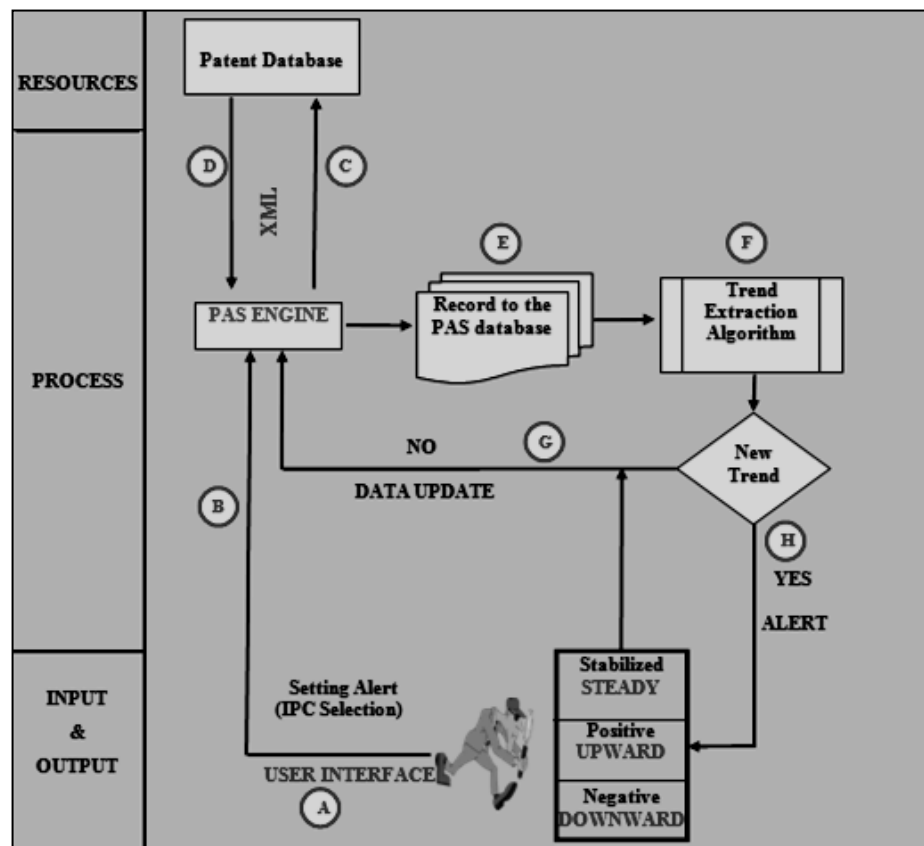 RESOURCES
Patent Database
D
C
XML
E
F
PROCESS
PAS ENGINE
Record to the
PAS database
Trend
Extraction
Algorithm
NO
G
DATA UPDATE
New
Trend
B
H
YES
ALERT
INPUT
&
OUTPUT
Setting Alert
(IPC Selection)
USER INTERFACE
A
Stabilized
STEADY
Positive
UPWARD
Negative
DOWNWARD